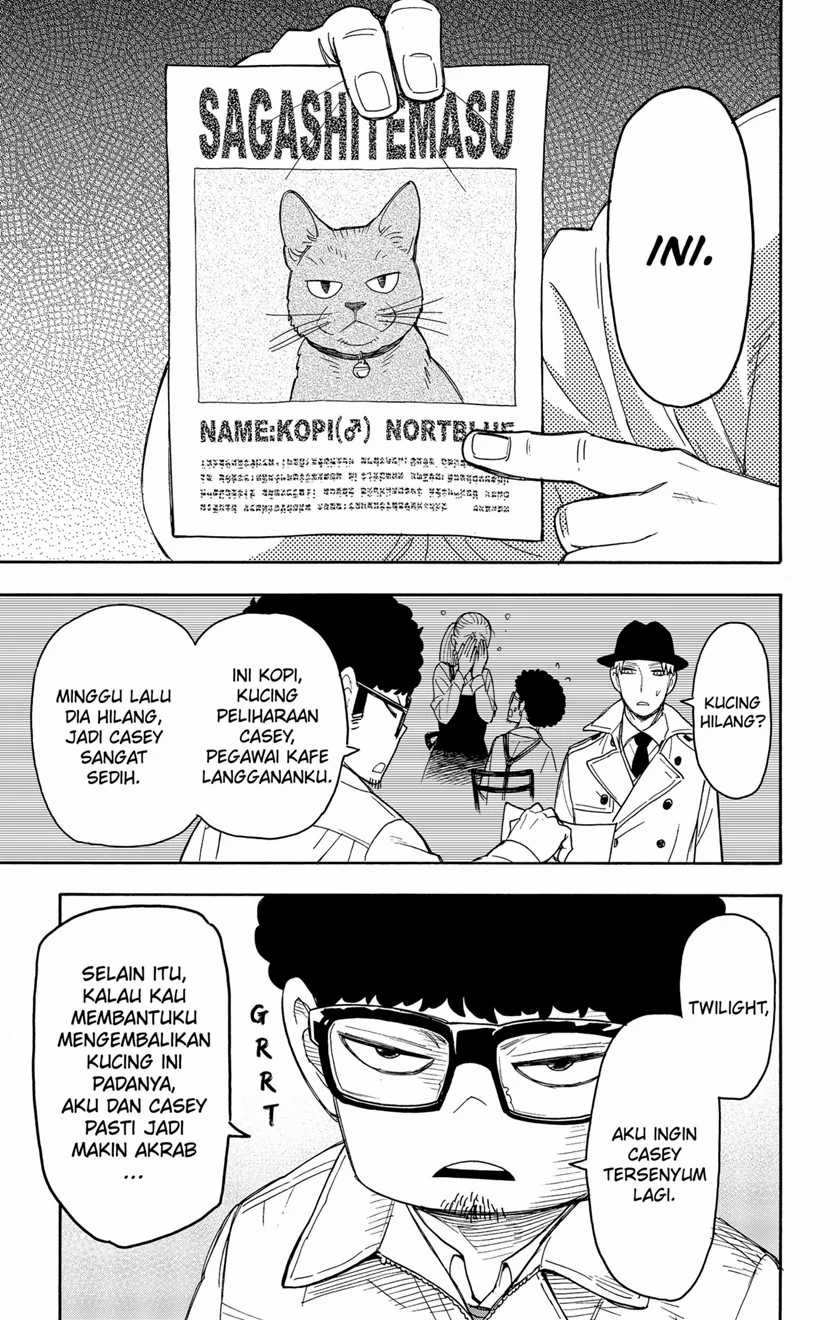 INI.
SAGASHITEMASU
NAME:KOPI(♂) NORTBLUE
KUCING
HILANG?
INI KOPI,
KUCING
PELIHARAAN
CASEY,
PEGAWAI KAFE
LANGGANANKU.
MINGGU LALU
DIA HILANG,
JADI CASEY
SANGAT
SEDIH.
TWILIGHT,
AKU INGIN
CASEY
TERSENYUM
LAGI.
GRRT
SELAIN ITU,
KALAU KAU
MEMBANTUKU
MENGEMBALIKAN
KUCING INI
PADANYA,
AKU DAN CASEY
PASTI JADI
MAKIN AKRAB
...